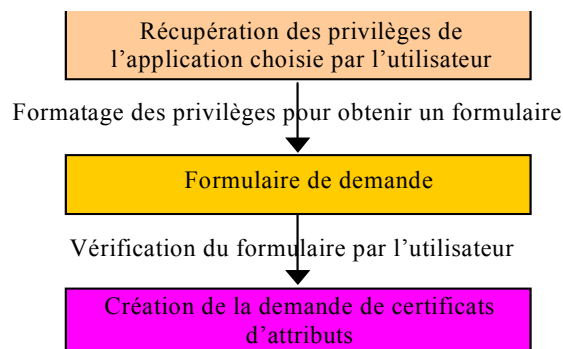 Récupération des privilèges de
l’application choisie par l’utilisateur
Formatage des privilèges pour obtenir un formulaire
Formulaire de demande
Vérification du formulaire par l’utilisateur
Création de la demande de certificats
d’attributs